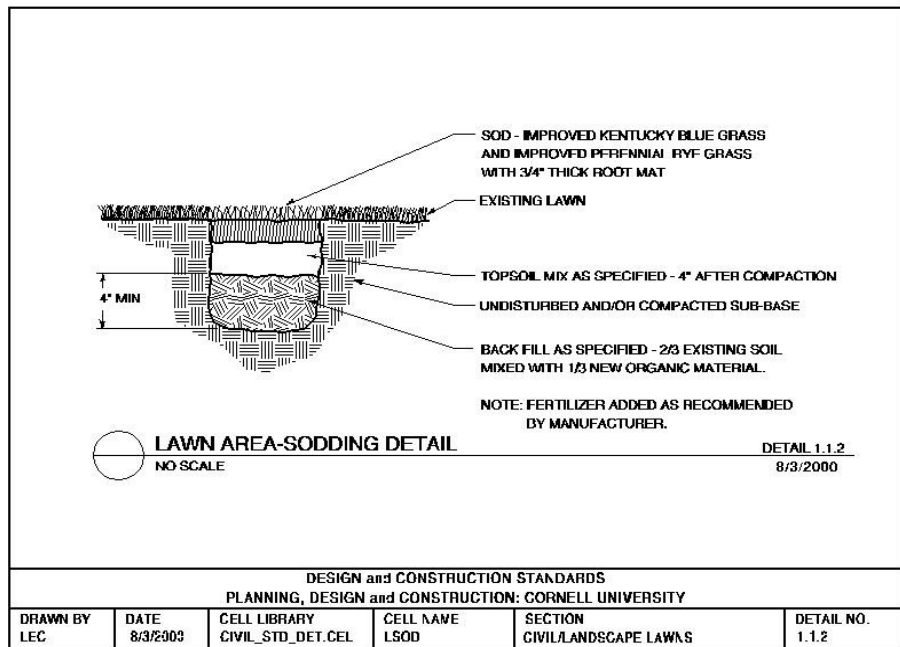 SOD - IMPROVED KENTUCKY BLUE GRASS
AND IMPROVED PERENNIAL RYE GRASS
WITH 3/4" THICK ROOT MAT
EXISTING LAWN
TOPSOIL MIX AS SPECIFIED - 4" AFTER COMPACTION
4" MIN
UNDISTURBED AND/OR COMPACTED SUB-BASE
BACK FILL AS SPECIFIED - 2/3 EXISTING SOIL
MIXED WITH 1/3 NEW ORGANIC MATERIAL.
NOTE: FERTILIZER ADDED AS RECOMMENDED
BY MANUFACTURER.
LAWN AREA-SODDING DETAIL
NO SCALE
DETAIL 1.1.2
8/3/2000
DESIGN and CONSTRUCTION STANDARDS
PLANNING, DESIGN and CONSTRUCTION: CORNELL UNIVERSITY
DRAWN BY
LEC
DATE
8/3/2000
CELL LIBRARY
CIVIL_STD_DET.CEL
CELL NAME
LSOD
SECTION
CIVIL/LANDSCAPE LAWNS
DETAIL NO.
1.1.2